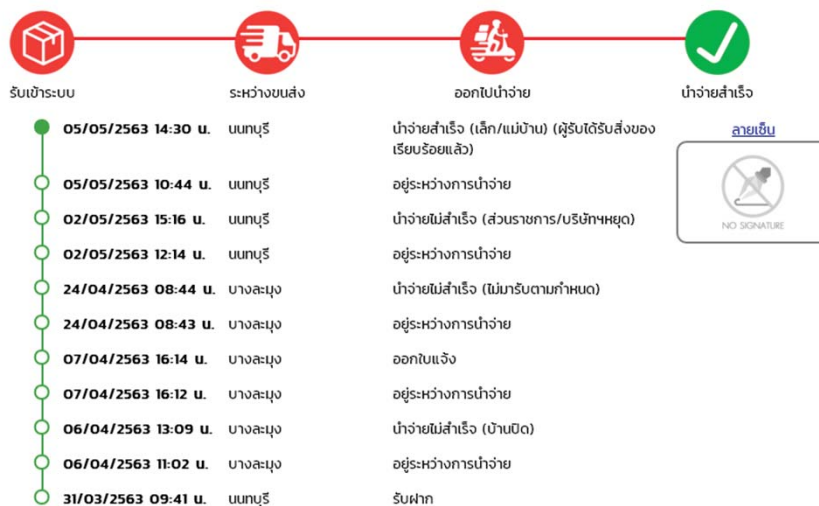 รับเข้าระบบ ระหว่างขนส่ง ออกไปนำจ่าย นำจ่ายสำเร็จ
05/05/2563 14:30 น. นนทบุรี นำจ่ายสำเร็จ (เล็ก/แม่บ้าน) (ผู้รับได้รับสิ่งของ ลายเซ็น
เรียบร้อยแล้ว)
05/05/2563 10:44 น. นนทบุรี อยู่ระหว่างการนำจ่าย
02/05/2563 15:16 น. นนทบุรี นำจ่ายไม่สำเร็จ (ส่วนราชการ/บริษัทฯหยุด)
NO SIGNATURE
02/05/2563 12:14 น. นนทบุรี อยู่ระหว่างการนำจ่าย
24/04/2563 08:44 น. บางละมุง นำจ่ายไม่สำเร็จ (ไม่มารับตามกำหนด)
24/04/2563 08:43 น. บางละมุง อยู่ระหว่างการนำจ่าย
07/04/2563 16:14 น. บางละมุง ออกใบแจ้ง
07/04/2563 16:12 น. บางละมุง อยู่ระหว่างการนำจ่าย
06/04/2563 13:09 น. บางละมุง นำจ่ายไม่สำเร็จ (บ้านปิด)
06/04/2563 11:02 น. บางละมุง อยู่ระหว่างการนำจ่าย
31/03/2563 09:41 น. นนทบุรี รับฝาก